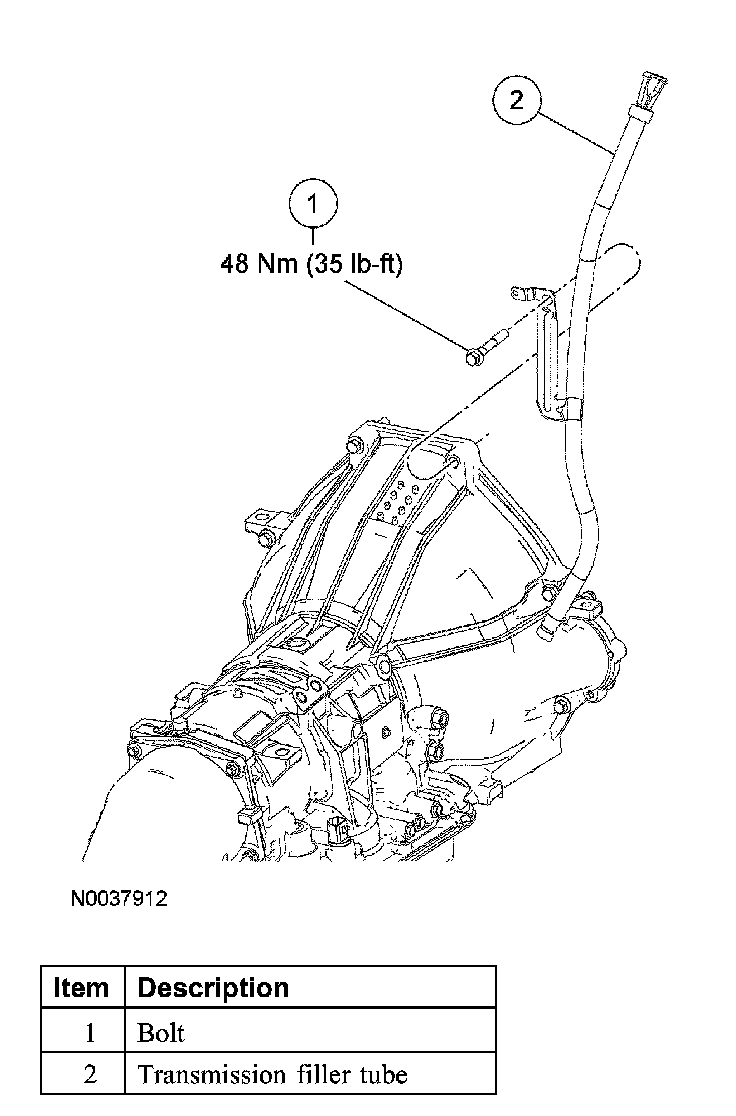 2
1
48 Nm (35 lb-ft)
N0037912
Item Description
1 Bolt
2 Transmission filler tube